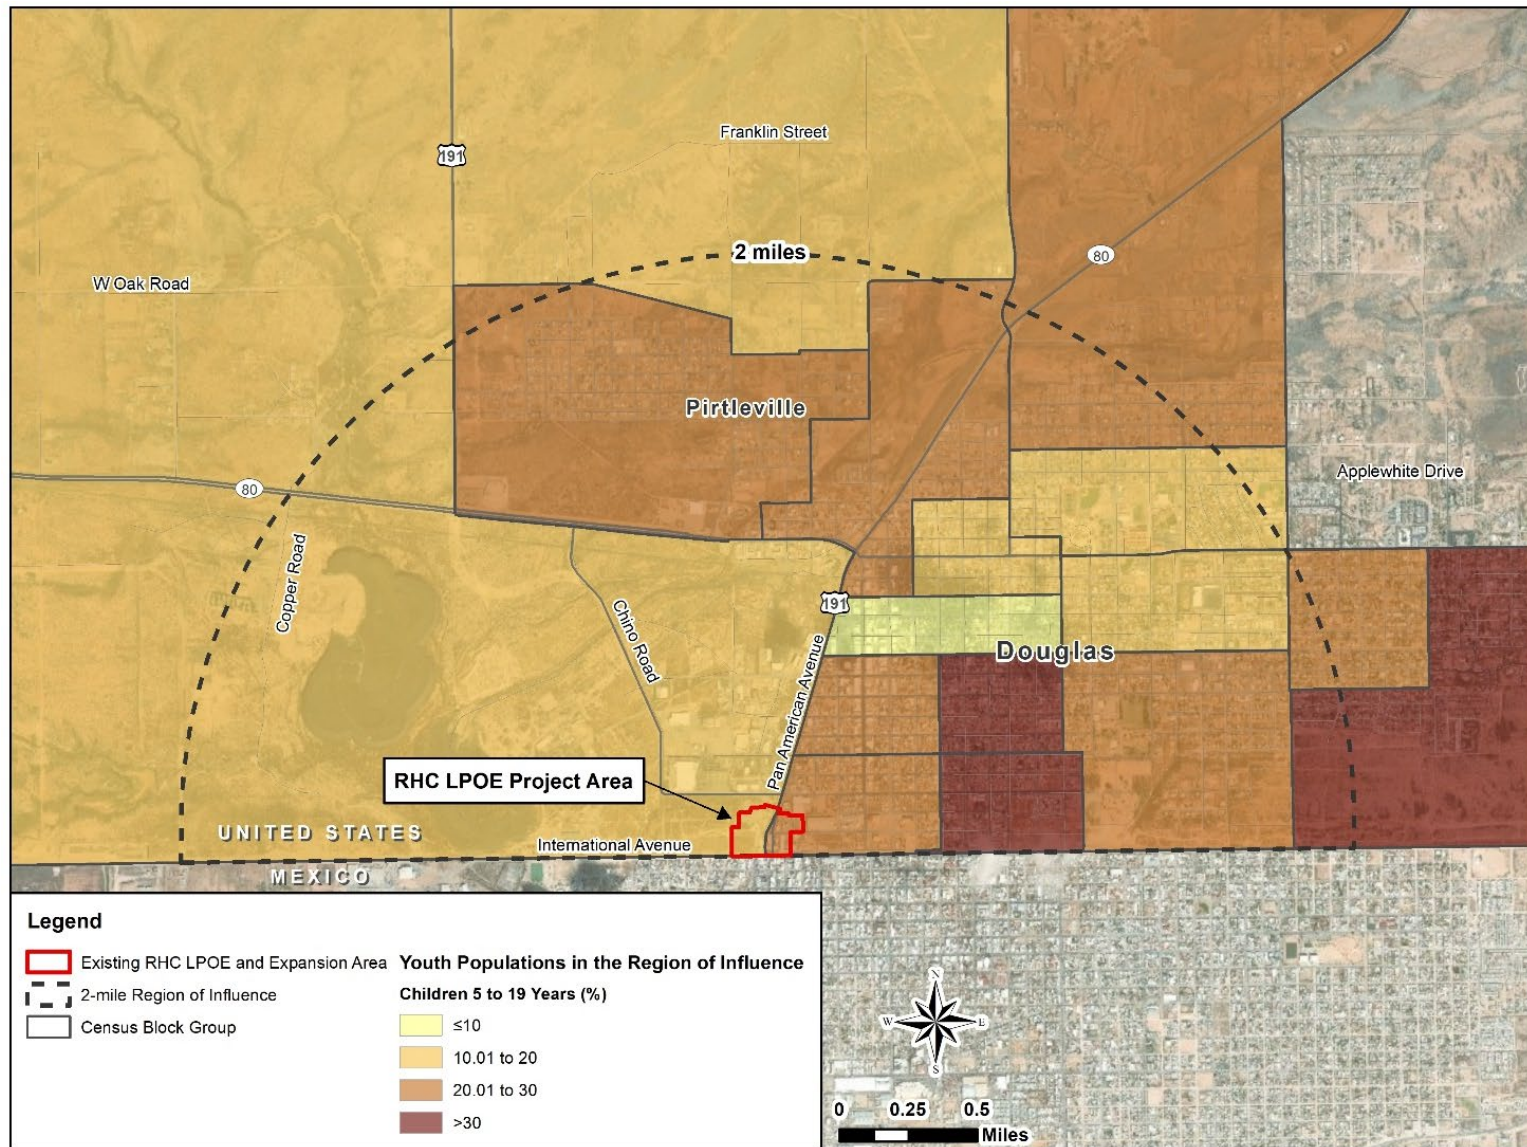 Franklin Street
191
2 miles
80
W Oak Road
Pirtleville
Applewhite Drive
80
Copper Road
Chino Road
191
Pan American Avenue
Douglas
RHC LPOE Project Area
UNITED STATES
International Avenue
MEXICO
Legend
Existing RHC LPOE and Expansion Area
2-mile Region of Influence
Census Block Group
Youth Populations in the Region of Influence
Children 5 to 19 Years (%)
≤10
10.01 to 20
20.01 to 30
>30
N
W E
S
0 0.25 0.5
Miles